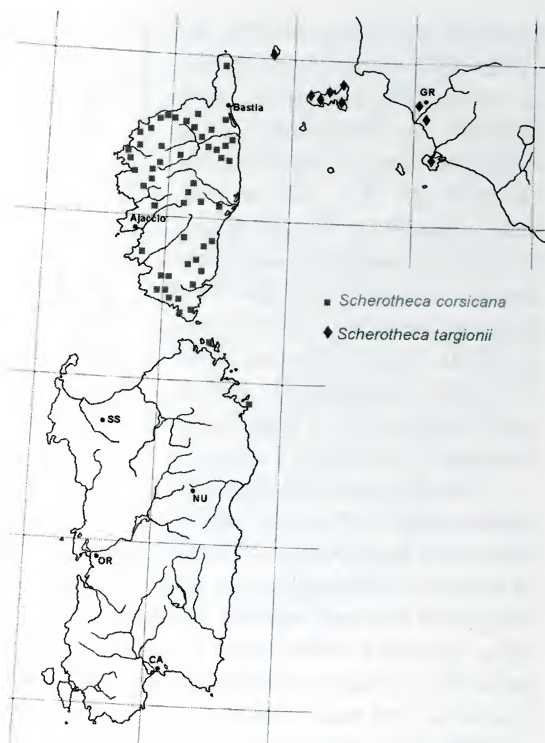 GR
Bastia
Ajaccio
Scherotheca corsicana
Scherotheca targionii
SS
NU
OR
CA